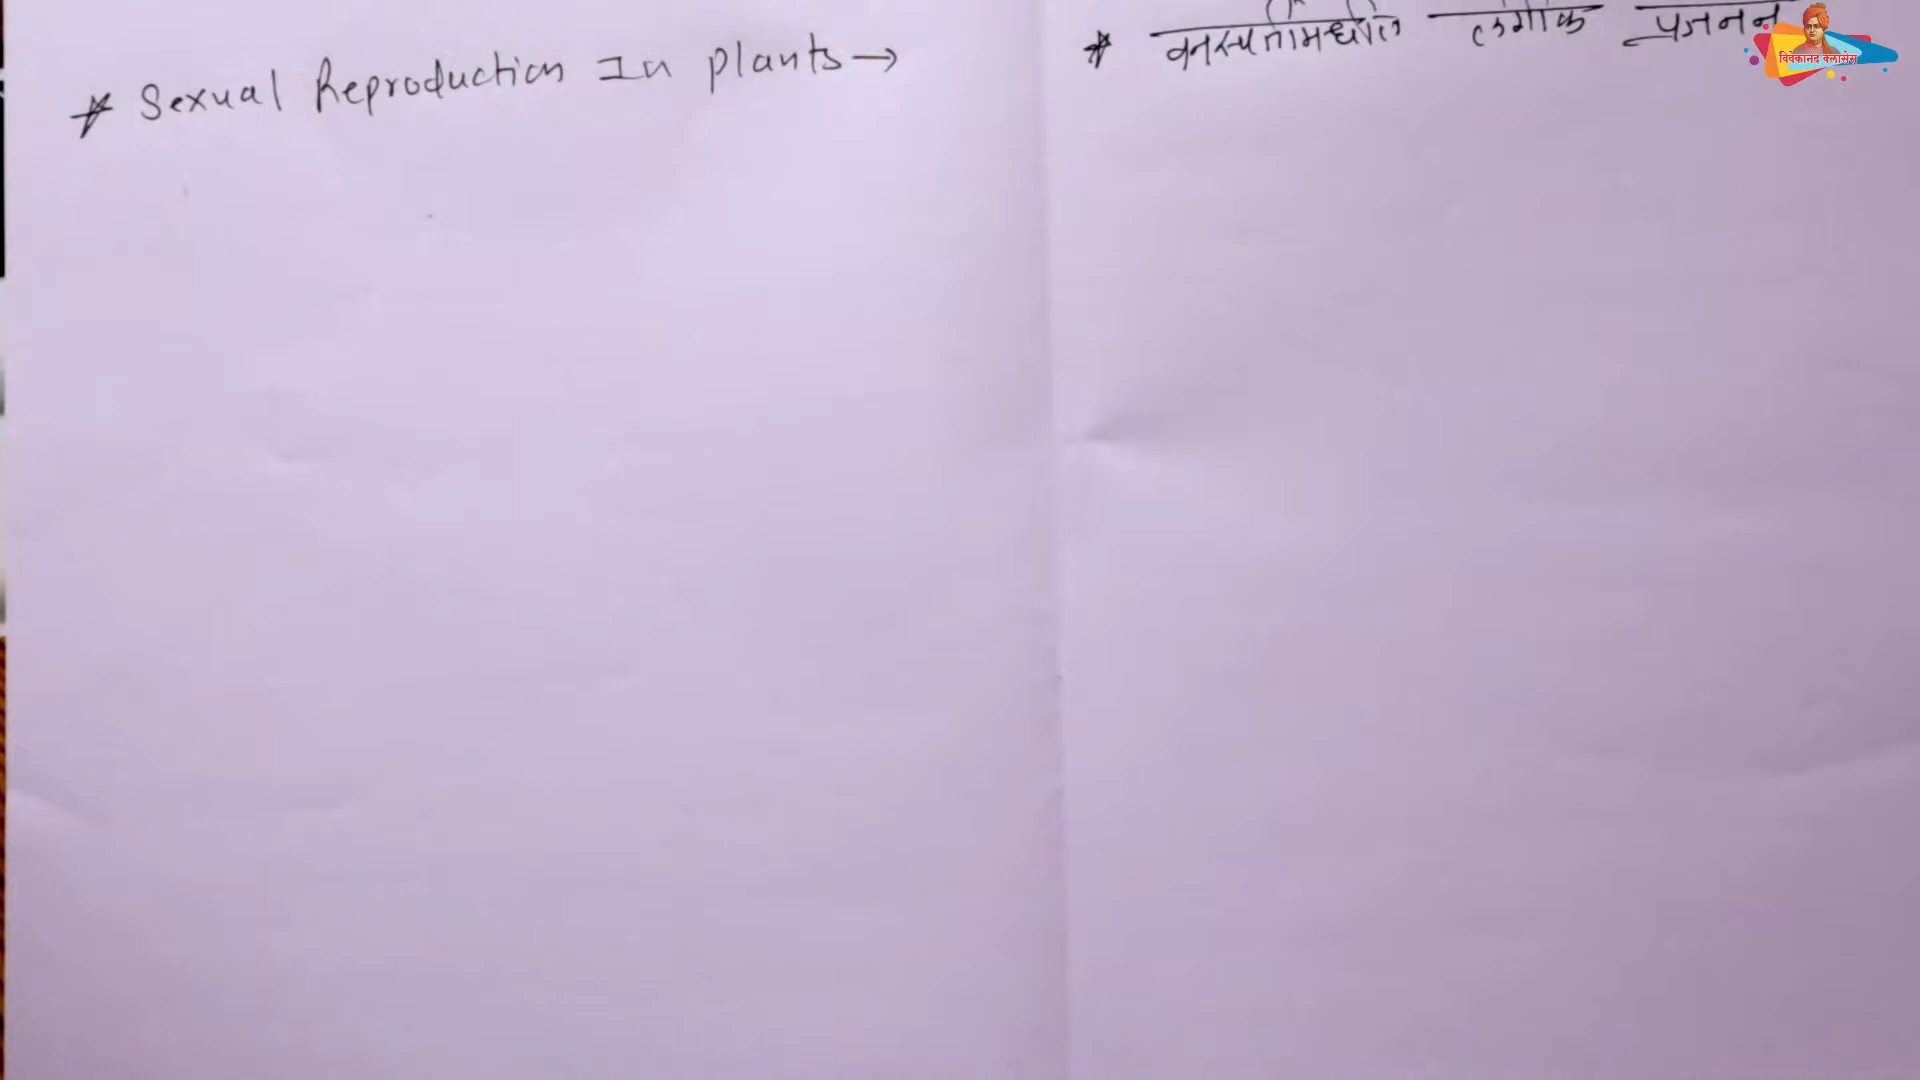 * Sexual Reproduction In plants →
* वनस्पतीमधील लैंगीक प्रजनन
विवेकानंद क्लासेस